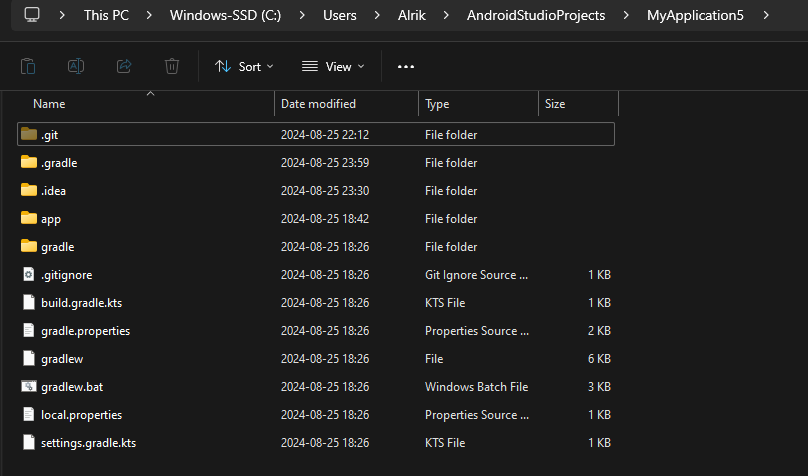 This PC > Windows-SSD (C:) > Users > Alrik > AndroidStudioProjects > MyApplication5 >
Sort View
Name Date modified Type Size
.git 2024-08-25 22:12 File folder
.gradle 2024-08-25 23:59 File folder
.idea 2024-08-25 23:30 File folder
app 2024-08-25 18:42 File folder
gradle 2024-08-25 18:26 File folder
.gitignore 2024-08-25 18:26 Git Ignore Source ... 1 KB
build.gradle.kts 2024-08-25 18:26 KTS File 1 KB
gradle.properties 2024-08-25 18:26 Properties Source ... 2 KB
gradlew 2024-08-25 18:26 File 6 KB
gradlew.bat 2024-08-25 18:26 Windows Batch File 3 KB
local.properties 2024-08-25 18:26 Properties Source ... 1 KB
settings.gradle.kts 2024-08-25 18:26 KTS File 1 KB